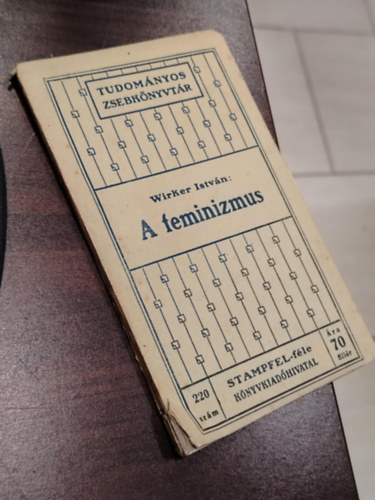 TUDOMÁNYOS
ZSEBKÖNYVTÁR
Wirker István:
A feminizmus
220
szám
STAMPFEL-féle
KÖNYVKIADÓHIVATAL
Ára
70
fillér